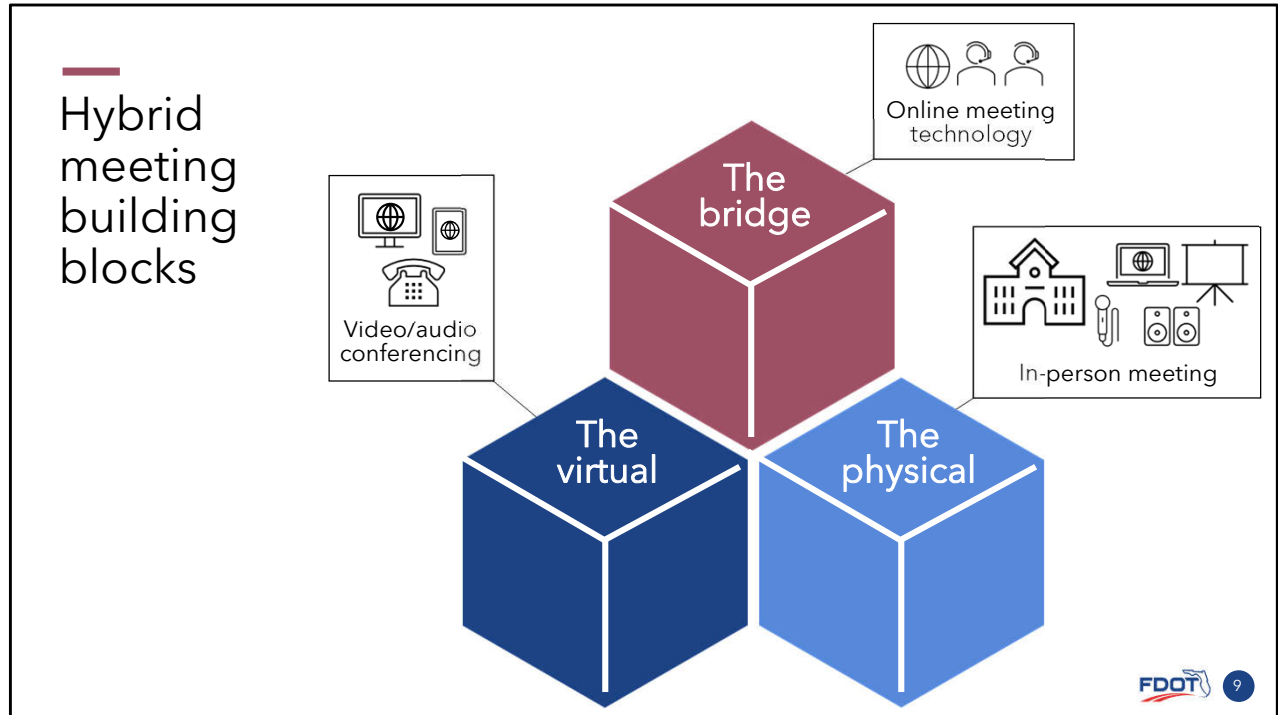 Hybrid
meeting
building
blocks
Online meeting
technology
The
bridge
Video/audio
conferencing
In-person meeting
The
virtual
The
physical
FDOT
9